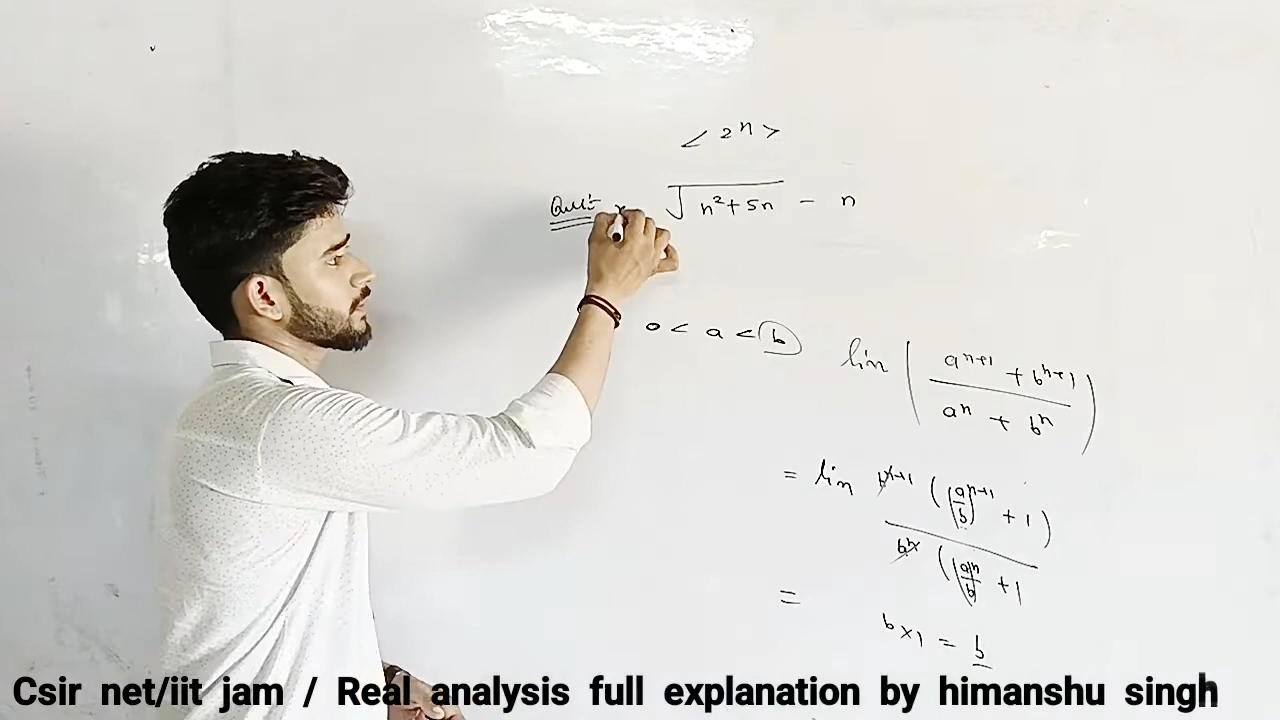 < 2ⁿ >
Ques:- √(n²+5n) - n
0 < a < b
lim (aⁿ⁺¹ + bⁿ⁺¹ / aⁿ + bⁿ)
= lim bⁿ⁺¹ ((a/b)ⁿ⁺¹ + 1) / bⁿ ((a/b)ⁿ + 1
=
b×1 = b
Csir net/iit jam / Real analysis full explanation by himanshu singh